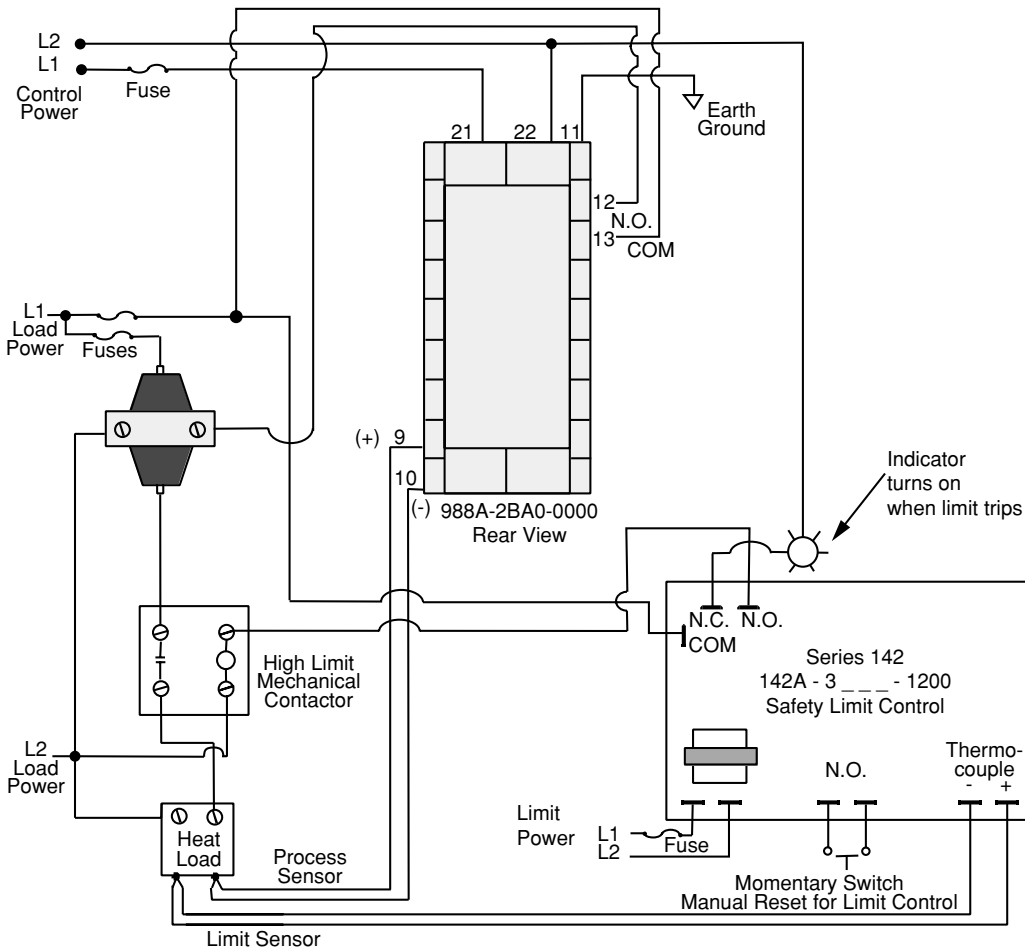 L2
L1
Control
Power
Fuse
Earth
Ground
21
22
11
12
N.O.
13
COM
L1
Load
Power
Fuses
(+) 9
10
(-)
988A-2BA0-0000
Rear View
Indicator
turns on
when limit trips
N.C.
N.O.
COM
Series 142
142A - 3 _ _ _ - 1200
Safety Limit Control
High Limit
Mechanical
Contactor
L2
Load
Power
N.O.
Thermo-
couple
- +
Limit
Power
L1
L2
Fuse
Heat
Load
Process
Sensor
Momentary Switch
Manual Reset for Limit Control
Limit Sensor